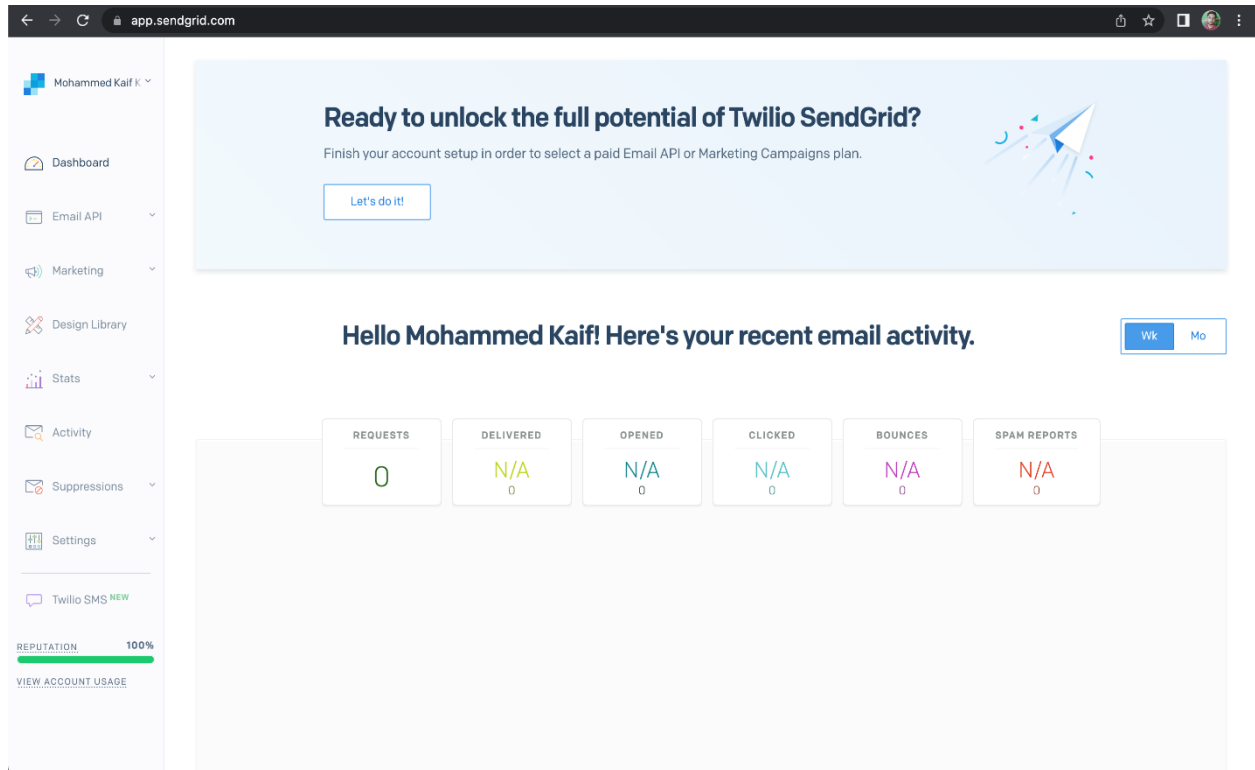 app.sendgrid.com
Mohammed Kaif K
Dashboard
Email API
Marketing
Design Library
Stats
Activity
Suppressions
Settings
Twilio SMS NEW
REPUTATION 100%
VIEW ACCOUNT USAGE
Ready to unlock the full potential of Twilio SendGrid?
Finish your account setup in order to select a paid Email API or Marketing Campaigns plan.
Let's do it!
Hello Mohammed Kaif! Here's your recent email activity.
Wk Mo
REQUESTS DELIVERED OPENED CLICKED BOUNCES SPAM REPORTS
0 N/A N/A N/A N/A N/A
0 0 0 0 0